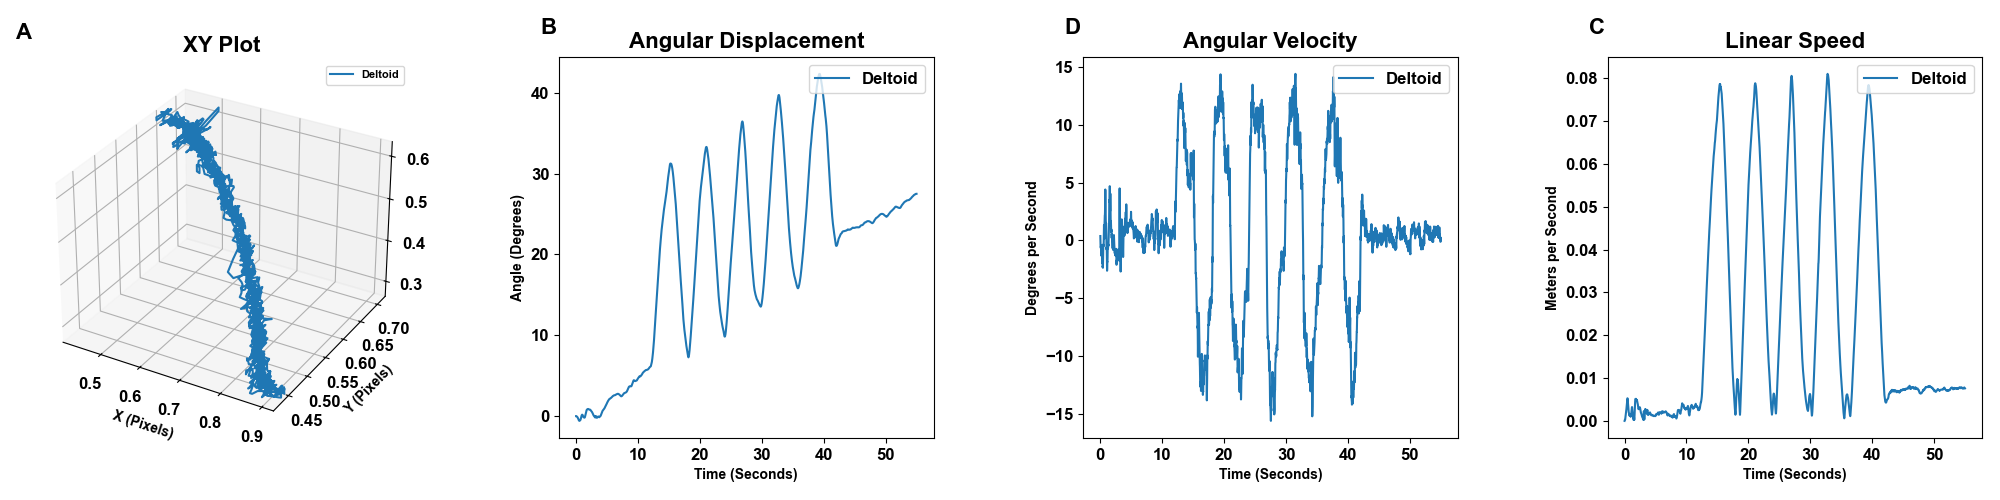 A
XY Plot
Deltoid
0.6
0.5
0.4
0.3
0.70
0.65
0.60
0.55
0.50
0.45
Y (Pixels)
0.5
0.6
0.7
0.8
0.9
X (Pixels)
B
Angular Displacement
Deltoid
40
30
20
10
0
Angle (Degrees)
0 10 20 30 40 50
Time (Seconds)
D
Angular Velocity
Deltoid
15
10
5
0
−5
−10
−15
Degrees per Second
0 10 20 30 40 50
Time (Seconds)
C
Linear Speed
Deltoid
0.08
0.07
0.06
0.05
0.04
0.03
0.02
0.01
0.00
Meters per Second
0 10 20 30 40 50
Time (Seconds)